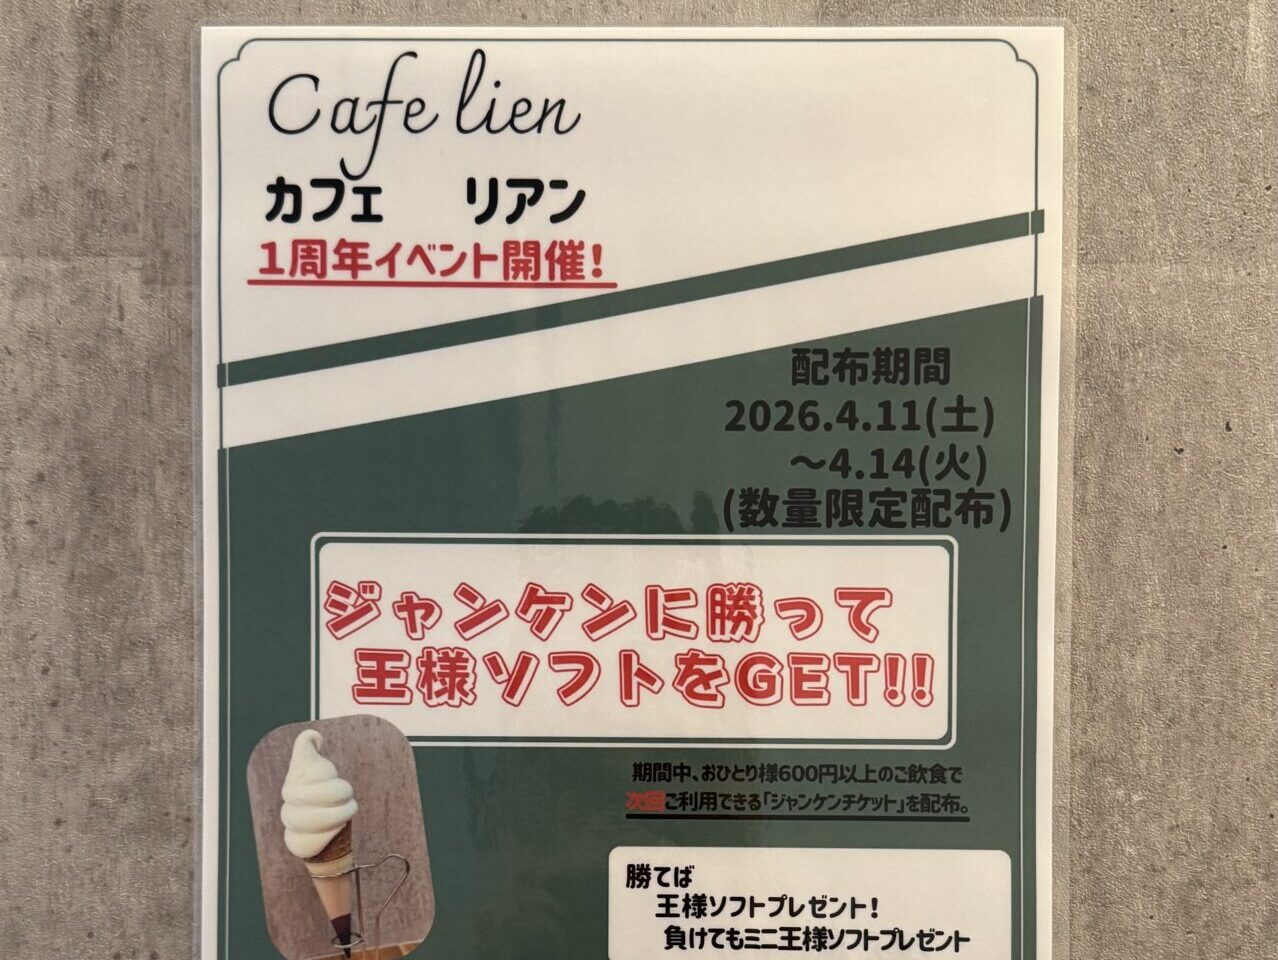 Cafe lien
カフェ リアン
1周年イベント開催!
配布期間
2026.4.11(土)
～4.14(火)
(数量限定配布)
ジャンケンに勝って
王様ソフトをGET!!
期間中、おひとり様600円以上のご飲食で
次回ご利用できる「ジャンケンチケット」を配布。
勝てば
王様ソフトプレゼント!
負けてもミニ王様ソフトプレゼント